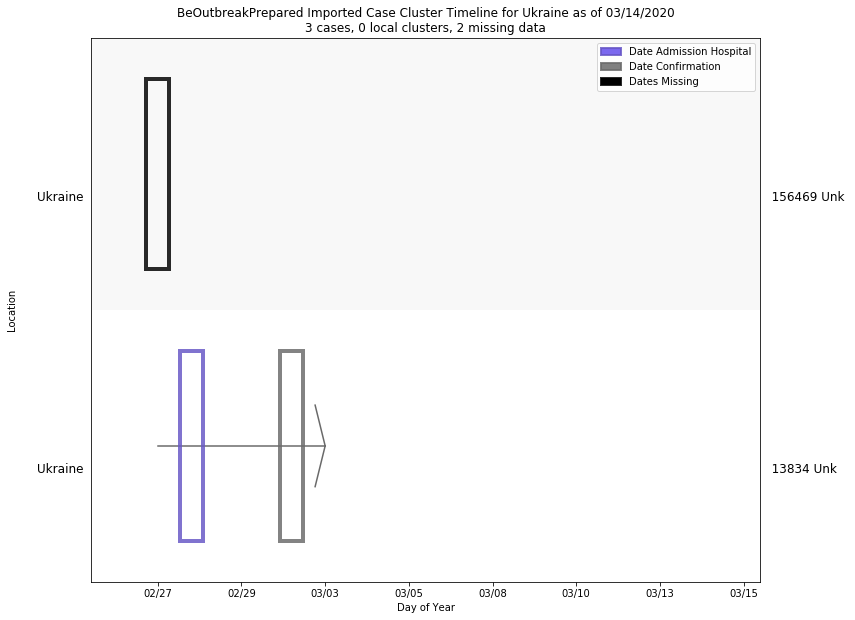 BeOutbreakPrepared Imported Case Cluster Timeline for Ukraine as of 03/14/2020
3 cases, 0 local clusters, 2 missing data
Date Admission Hospital
Date Confirmation
Dates Missing
Ukraine
156469 Unk
Location
Ukraine
13834 Unk
02/27
02/29
03/03
03/05
03/08
03/10
03/13
03/15
Day of Year